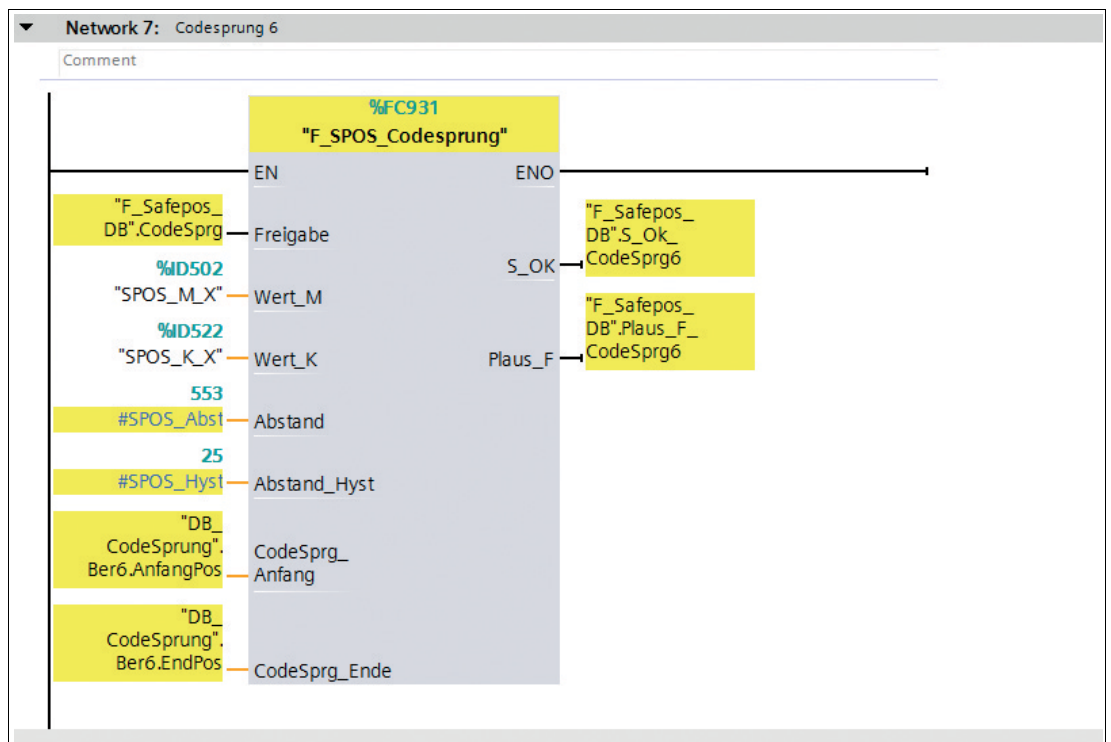 Network 7: Codesprung 6
Comment
%FC931
"F_SPOS_Codesprung"
EN
ENO
"F_Safepos_
DB".CodeSprg
Freigabe
"F_Safepos_
DB".S_Ok_
CodeSprg6
S_OK
%ID502
"SPOS_M_X"
Wert_M
"F_Safepos_
DB".Plaus_F_
CodeSprg6
Plaus_F
%ID522
"SPOS_K_X"
Wert_K
553
#SPOS_Abst
Abstand
25
#SPOS_Hyst
Abstand_Hyst
"DB_
CodeSprung".
Ber6.AnfangPos
CodeSprg_
Anfang
"DB_
CodeSprung".
Ber6.EndPos
CodeSprg_Ende